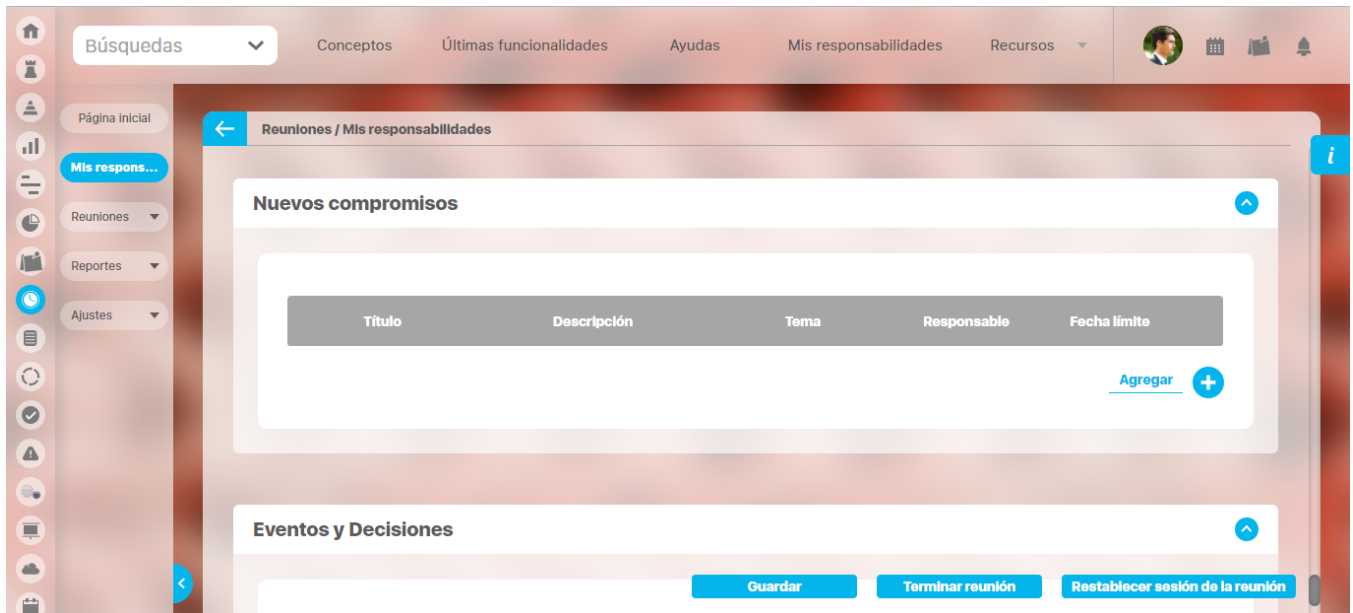 Búsquedas
Conceptos
Últimas funcionalidades
Ayudas
Mis responsabilidades
Recursos
Página inicial
Mis respons...
Reuniones
Reportes
Ajustes
Reuniones / Mis responsabilidades
i
Nuevos compromisos
Título Descripción Tema Responsable Fecha límite
Agregar
Eventos y Decisiones
Guardar
Terminar reunión
Restablecer sesión de la reunión